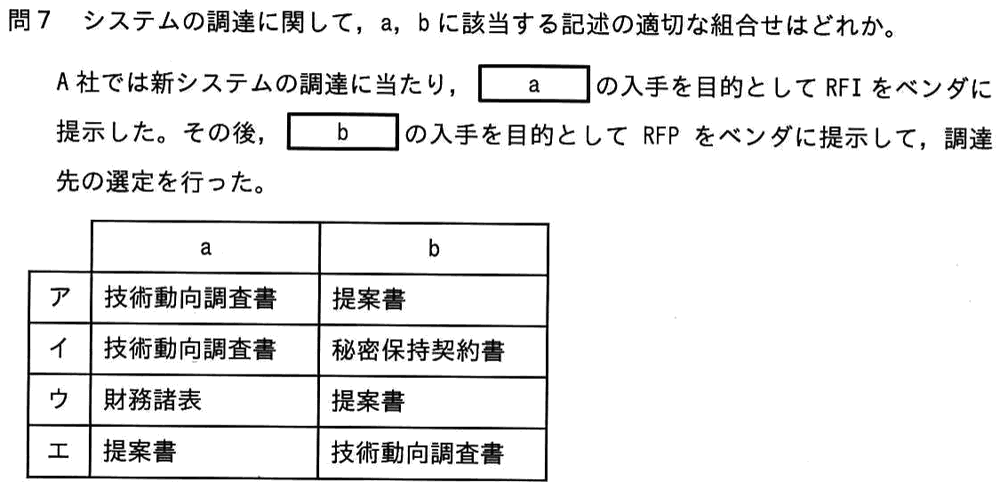 問7 システムの調達に関して，a，bに該当する記述の適切な組合せはどれか。
A社では新システムの調達に当たり， a の入手を目的としてRFIをベンダに
提示した。その後， b の入手を目的として RFP をベンダに提示して，調達
先の選定を行った。
a b
ア 技術動向調査書 提案書
イ 技術動向調査書 秘密保持契約書
ウ 財務諸表 提案書
エ 提案書 技術動向調査書